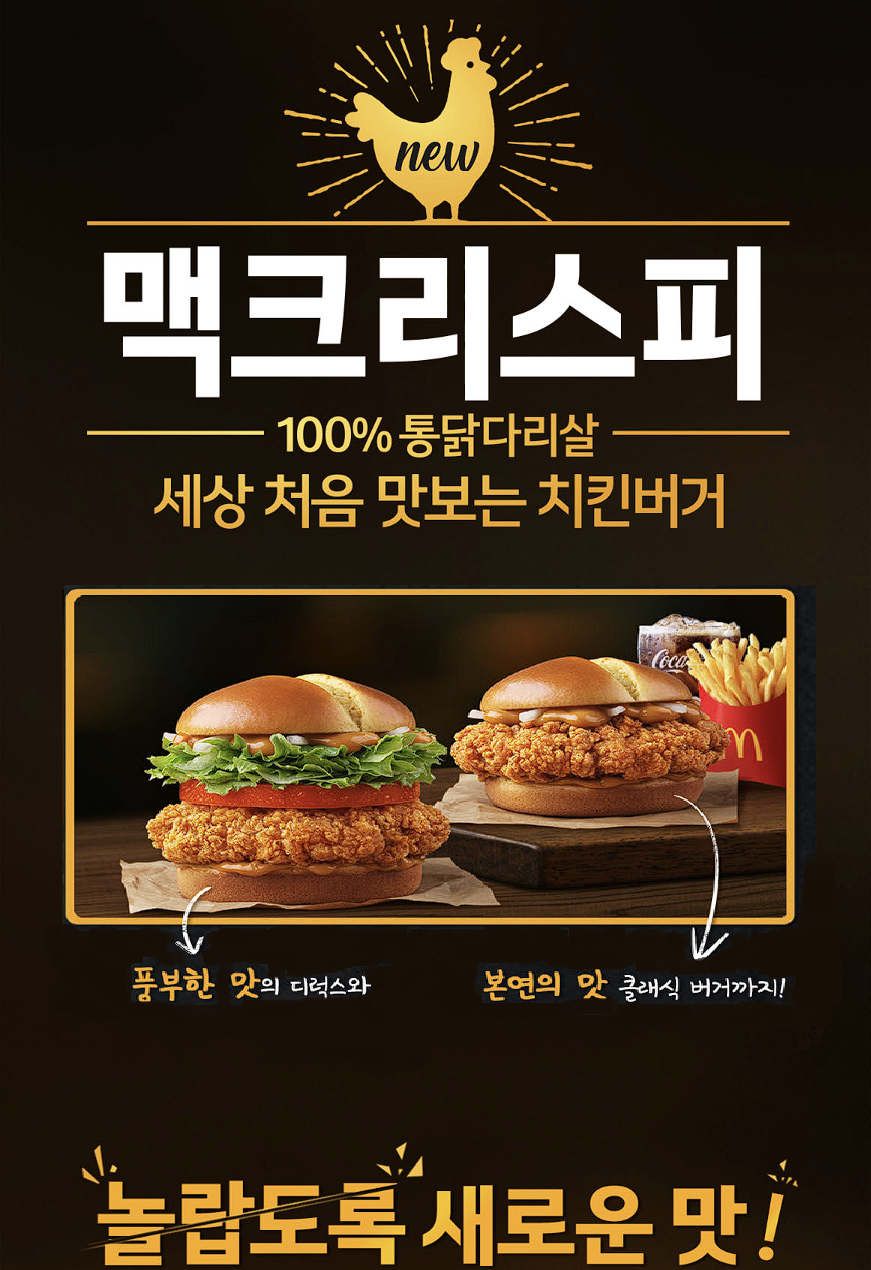 new
맥크리스피
100% 통닭다리살
세상 처음 맛보는 치킨버거
Coca
풍부한 맛의 디럭스와
본연의 맛 클래식 버거까지!
놀랍도록 새로운 맛!